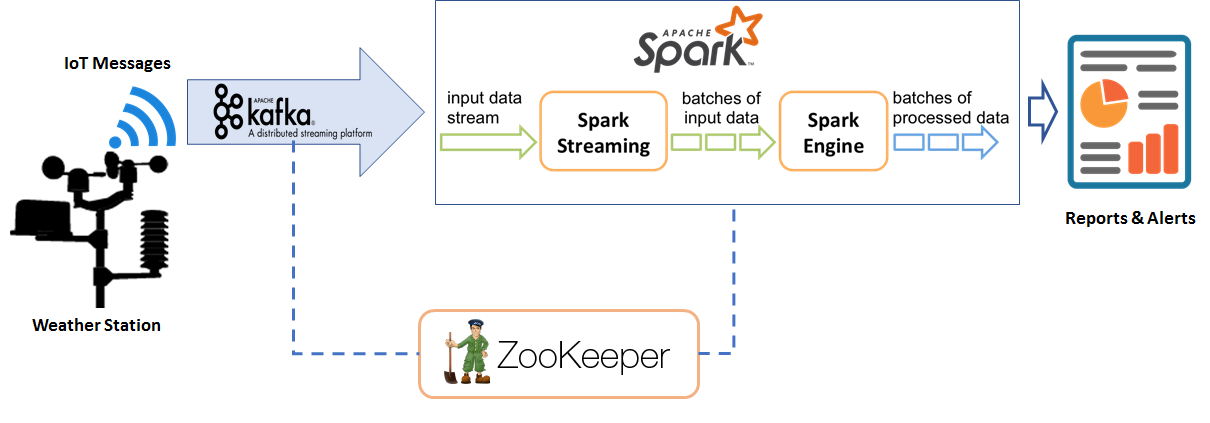 IoT Messages
APACHE
kafka®
A distributed streaming platform
APACHE
Spark™
input data
stream
Spark
Streaming
batches of
input data
Spark
Engine
batches of
processed data
Reports & Alerts
Weather Station
ZooKeeper